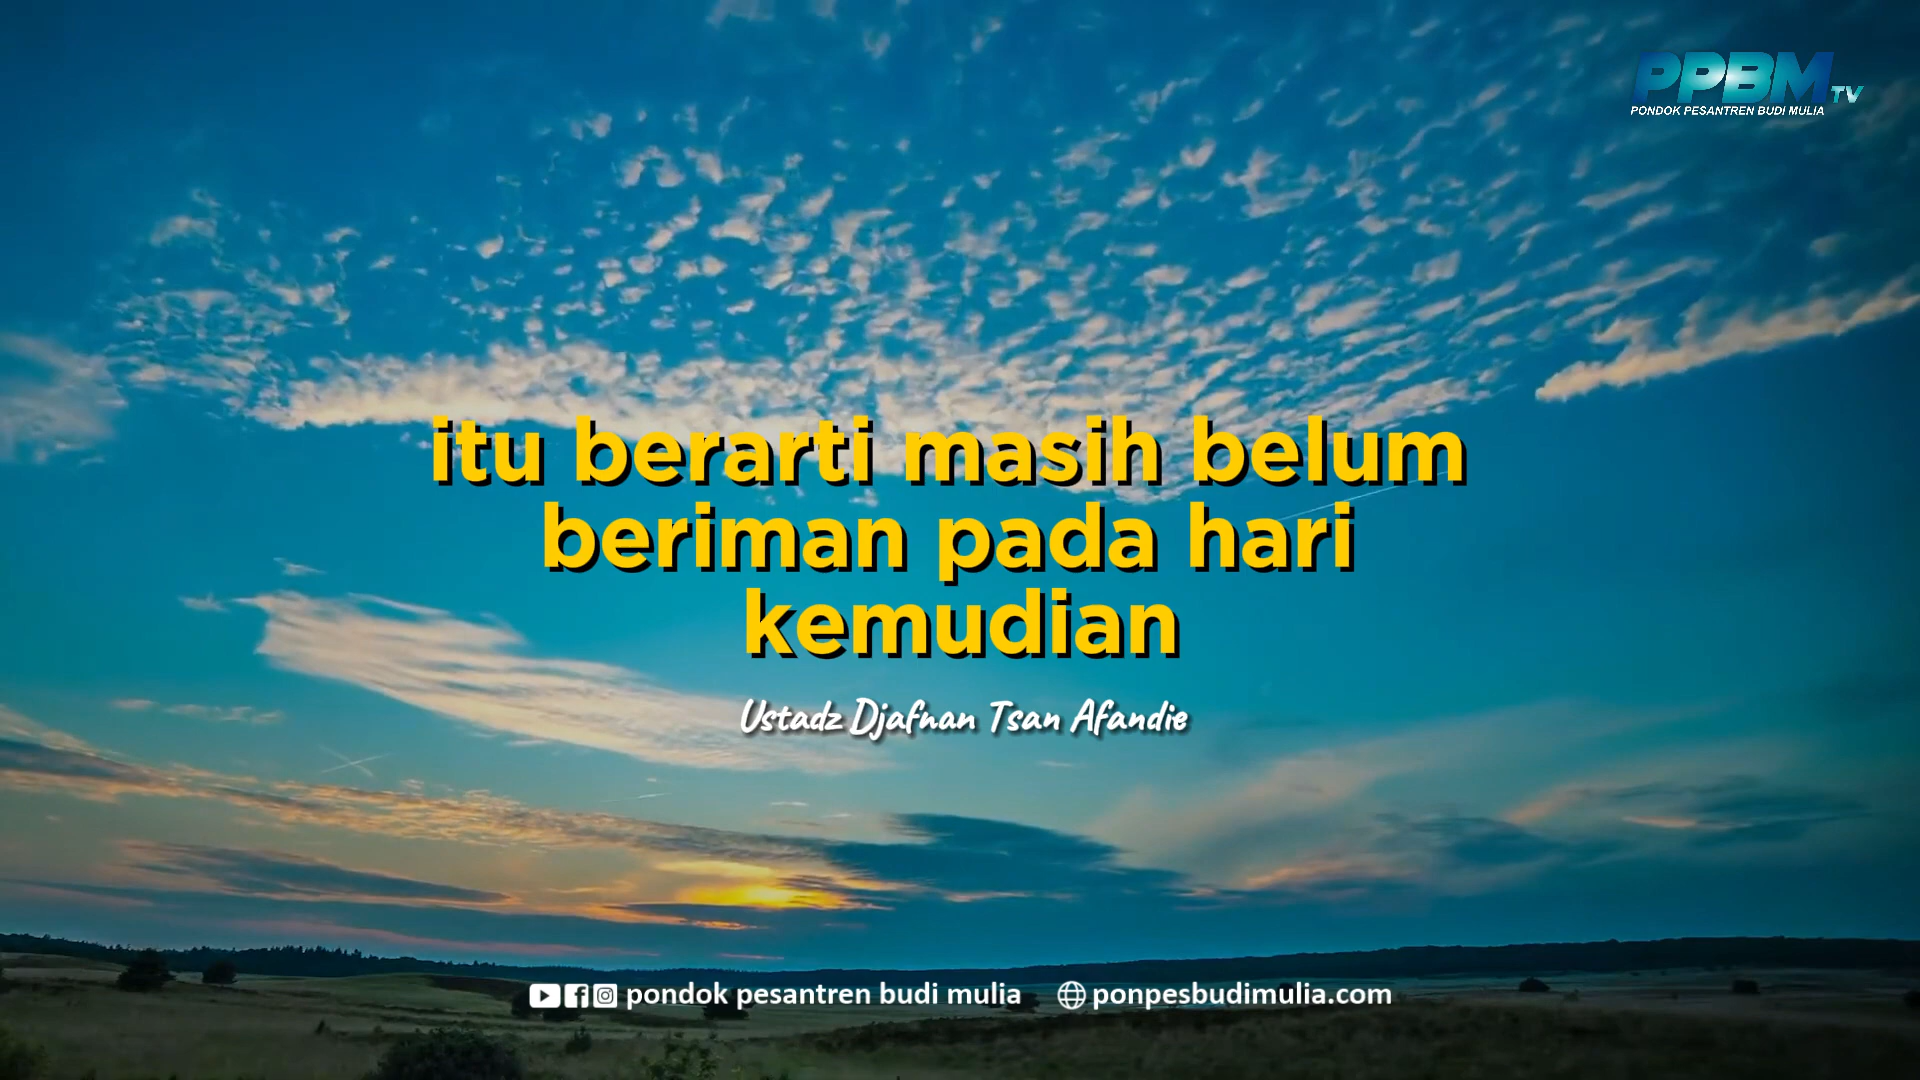 PPBM TV
PONDOK PESANTREN BUDI MULIA
itu berarti masih belum
beriman pada hari
kemudian
Ustadz Djafnan Tsan Afandie
pondok pesantren budi mulia ponpesbudimulia.com